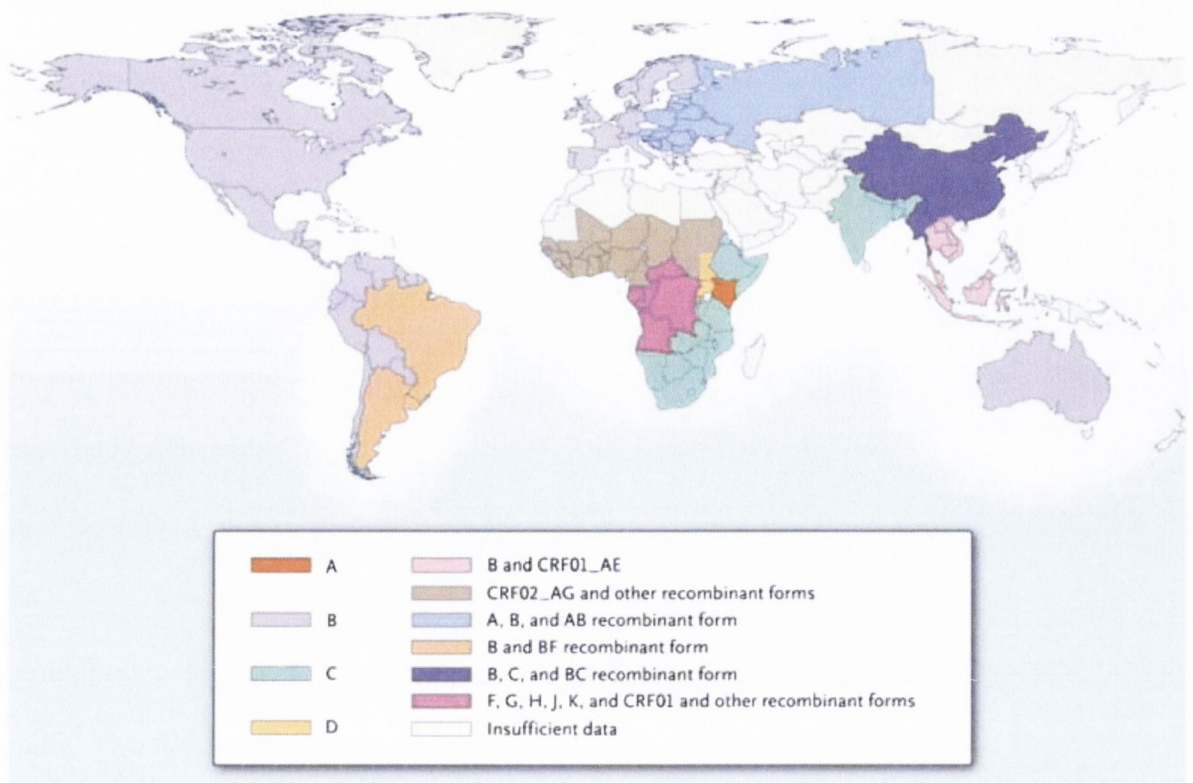 A
B and CRF01_AE
CRF02_AG and other recombinant forms
B
A, B, and AB recombinant form
B and BF recombinant form
C
B, C, and BC recombinant form
F, G, H, J, K, and CRF01 and other recombinant forms
D
Insufficient data